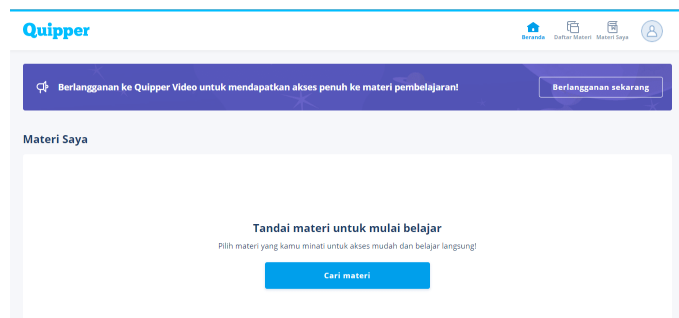 Quipper
Beranda
Daftar Materi
Materi Saya
Berlangganan ke Quipper Video untuk mendapatkan akses penuh ke materi pembelajaran!
Berlangganan sekarang
Materi Saya
Tandai materi untuk mulai belajar
Pilih materi yang kamu minati untuk akses mudah dan belajar langsung!
Cari materi